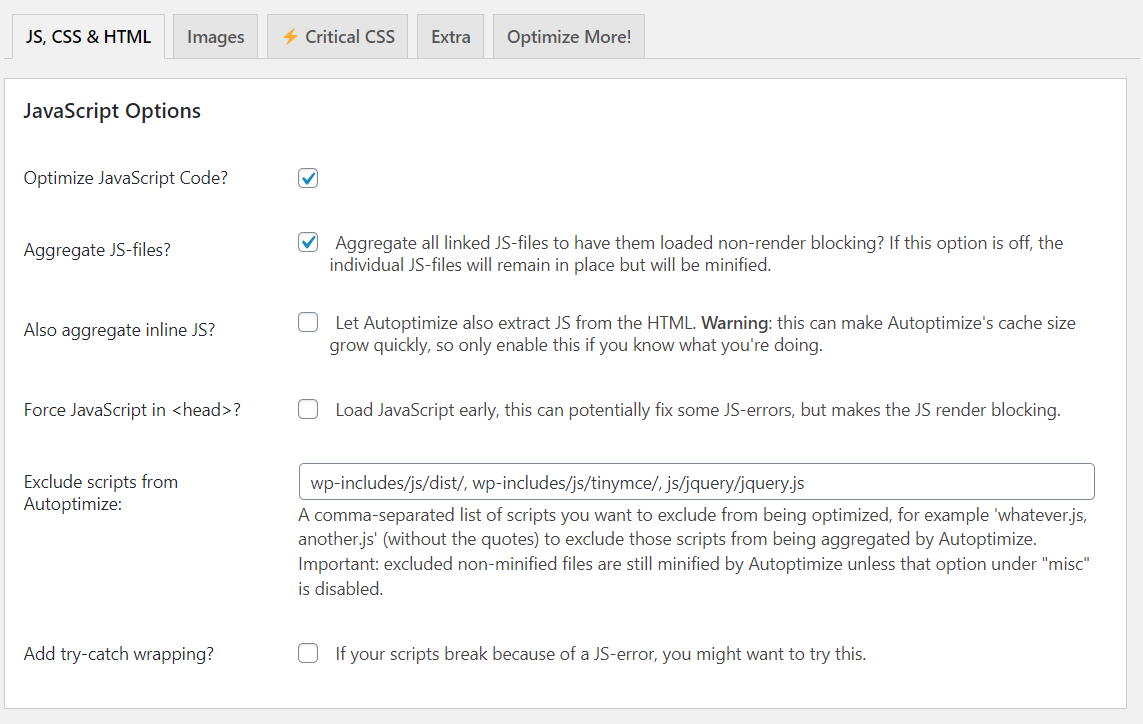 JS, CSS & HTML
Images
⚡ Critical CSS
Extra
Optimize More!
JavaScript Options
Optimize JavaScript Code?
Aggregate JS-files?
Aggregate all linked JS-files to have them loaded non-render blocking? If this option is off, the
individual JS-files will remain in place but will be minified.
Also aggregate inline JS?
Let Autoptimize also extract JS from the HTML. Warning: this can make Autoptimize's cache size
grow quickly, so only enable this if you know what you're doing.
Force JavaScript in <head>?
Load JavaScript early, this can potentially fix some JS-errors, but makes the JS render blocking.
Exclude scripts from
Autoptimize:
wp-includes/js/dist/, wp-includes/js/tinymce/, js/jquery/jquery.js
A comma-separated list of scripts you want to exclude from being optimized, for example 'whatever.js,
another.js' (without the quotes) to exclude those scripts from being aggregated by Autoptimize.
Important: excluded non-minified files are still minified by Autoptimize unless that option under "misc"
is disabled.
Add try-catch wrapping?
If your scripts break because of a JS-error, you might want to try this.